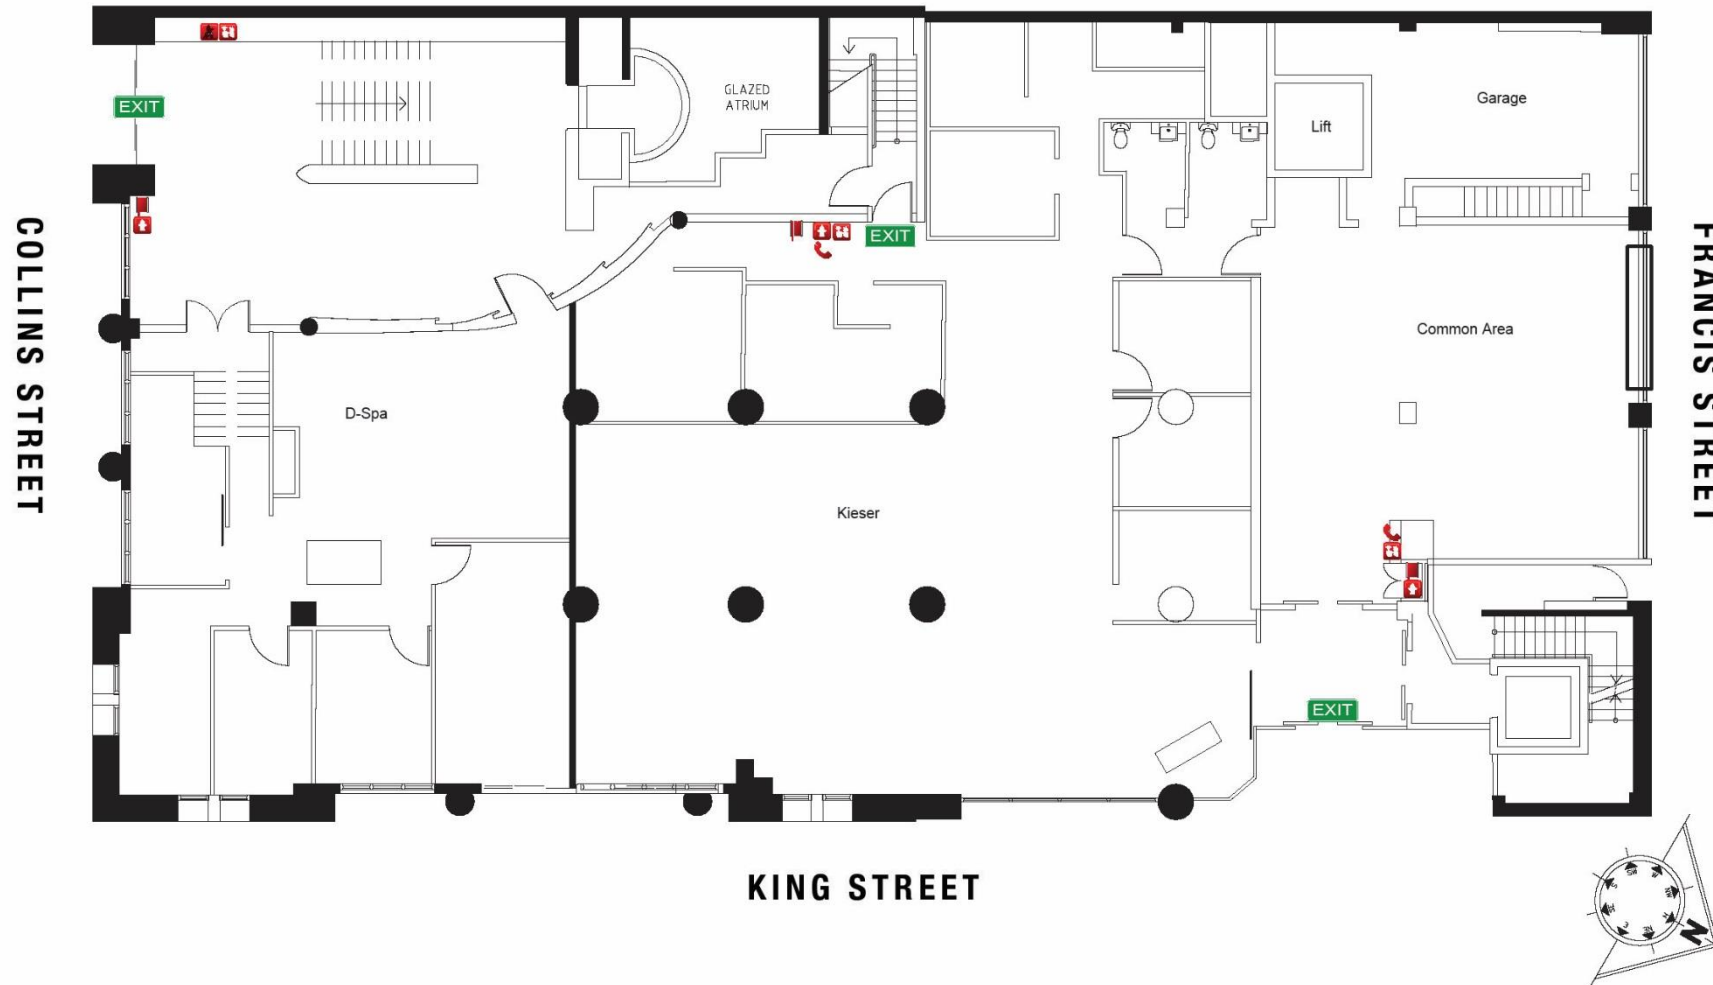 EXIT
GLAZED
ATRIUM
Garage
Lift
EXIT
COLLINS STREET
FRANCIS STREET
Common Area
D-Spa
Kieser
EXIT
KING STREET
N